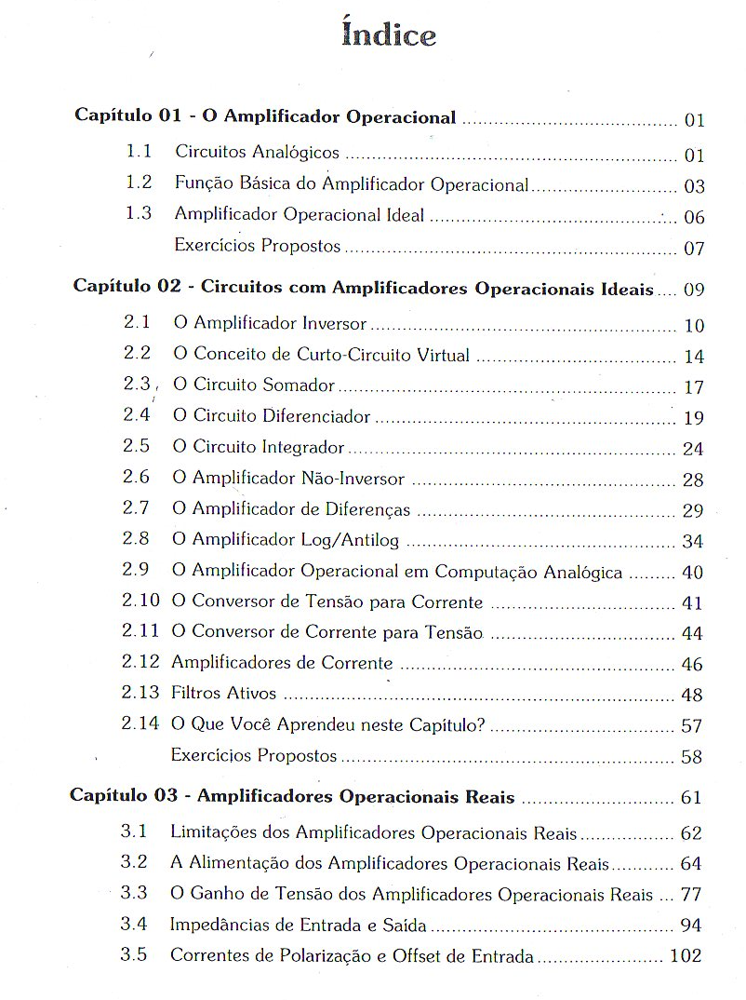 Índice
Capítulo 01 - O Amplificador Operacional ........ 01
1.1 Circuitos Analógicos ........ 01
1.2 Função Básica do Amplificador Operacional ........ 03
1.3 Amplificador Operacional Ideal ........ 06
Exercícios Propostos ........ 07
Capítulo 02 - Circuitos com Amplificadores Operacionais Ideais .... 09
2.1 O Amplificador Inversor ........ 10
2.2 O Conceito de Curto-Circuito Virtual ........ 14
2.3 O Circuito Somador ........ 17
2.4 O Circuito Diferenciador ........ 19
2.5 O Circuito Integrador ........ 24
2.6 O Amplificador Não-Inversor ........ 28
2.7 O Amplificador de Diferenças ........ 29
2.8 O Amplificador Log/Antilog ........ 34
2.9 O Amplificador Operacional em Computação Analógica ........ 40
2.10 O Conversor de Tensão para Corrente ........ 41
2.11 O Conversor de Corrente para Tensão ........ 44
2.12 Amplificadores de Corrente ........ 46
2.13 Filtros Ativos ........ 48
2.14 O Que Você Aprendeu neste Capítulo? ........ 57
Exercícios Propostos ........ 58
Capítulo 03 - Amplificadores Operacionais Reais ........ 61
3.1 Limitações dos Amplificadores Operacionais Reais ........ 62
3.2 A Alimentação dos Amplificadores Operacionais Reais ........ 64
3.3 O Ganho de Tensão dos Amplificadores Operacionais Reais ... 77
3.4 Impedâncias de Entrada e Saída ........ 94
3.5 Correntes de Polarização e Offset de Entrada ........ 102